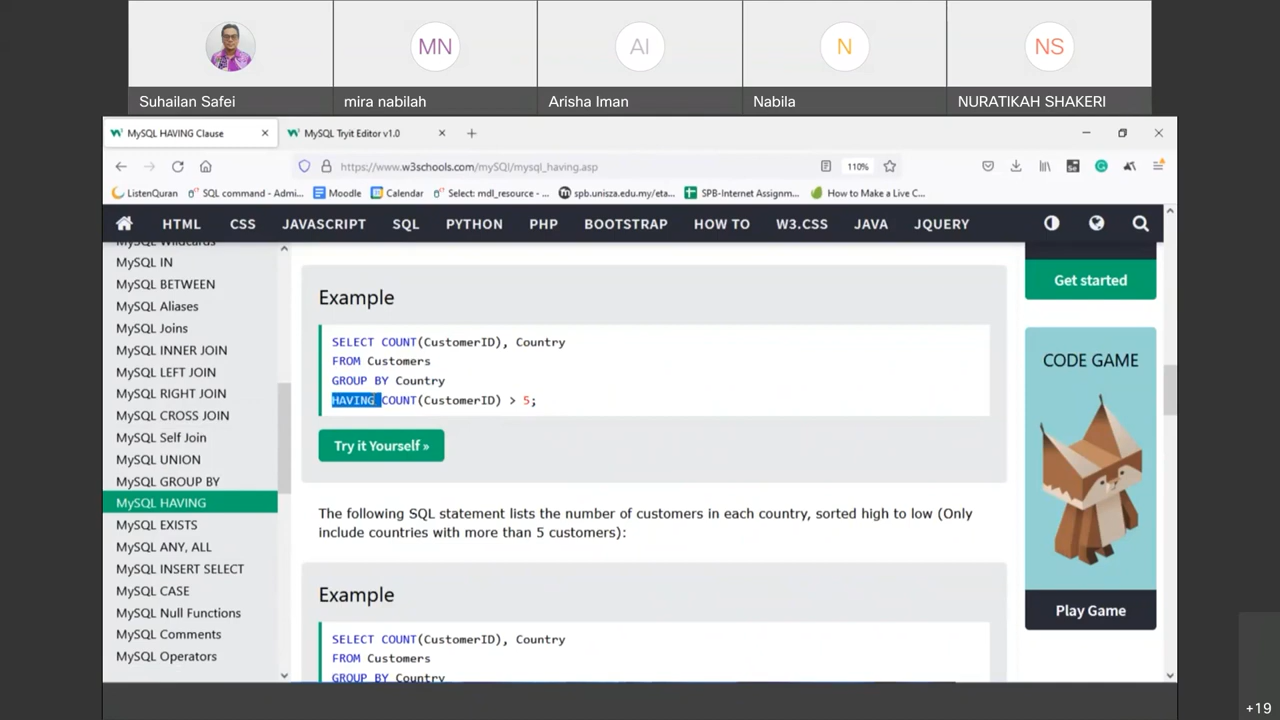 MN
AI
N
NS
Suhailan Safei
mira nabilah
Arisha Iman
Nabila
NURATIKAH SHAKERI
MySQL HAVING Clause
MySQL Tryit Editor v1.0
https://www.w3schools.com/mySQl/mysql_having.asp
110%
ListenQuran
SQL command - Admi...
Moodle
Calendar
Select: mdl_resource - ...
spb.unisza.edu.my/eta...
SPB-Internet Assignm...
How to Make a Live C...
HTML CSS JAVASCRIPT SQL PYTHON PHP BOOTSTRAP HOW TO W3.CSS JAVA JQUERY
MySQL Wildcards
MySQL IN
MySQL BETWEEN
MySQL Aliases
MySQL Joins
MySQL INNER JOIN
MySQL LEFT JOIN
MySQL RIGHT JOIN
MySQL CROSS JOIN
MySQL Self Join
MySQL UNION
MySQL GROUP BY
MySQL HAVING
MySQL EXISTS
MySQL ANY, ALL
MySQL INSERT SELECT
MySQL CASE
MySQL Null Functions
MySQL Comments
MySQL Operators
Example
SELECT COUNT(CustomerID), Country
FROM Customers
GROUP BY Country
HAVING COUNT(CustomerID) > 5;
Try it Yourself »
The following SQL statement lists the number of customers in each country, sorted high to low (Only
include countries with more than 5 customers):
Example
SELECT COUNT(CustomerID), Country
FROM Customers
GROUP BY Country
Get started
CODE GAME
Play Game
+19